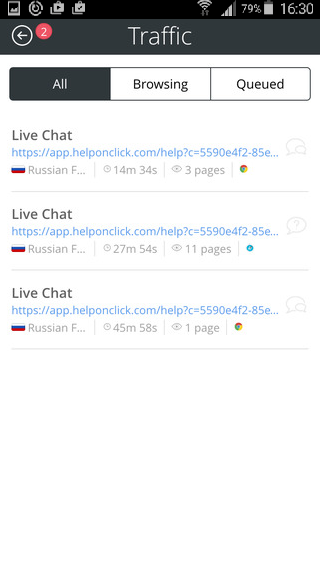 79% 16:30
2
Traffic
All Browsing Queued
Live Chat
https://app.helponclick.com/help?c=5590e4f2-85e...
Russian F... 14m 34s 3 pages
Live Chat
https://app.helponclick.com/help?c=5590e4f2-85e...
?
Russian F... 27m 54s 11 pages
Live Chat
https://app.helponclick.com/help?c=5590e4f2-85e...
Russian F... 45m 58s 1 page